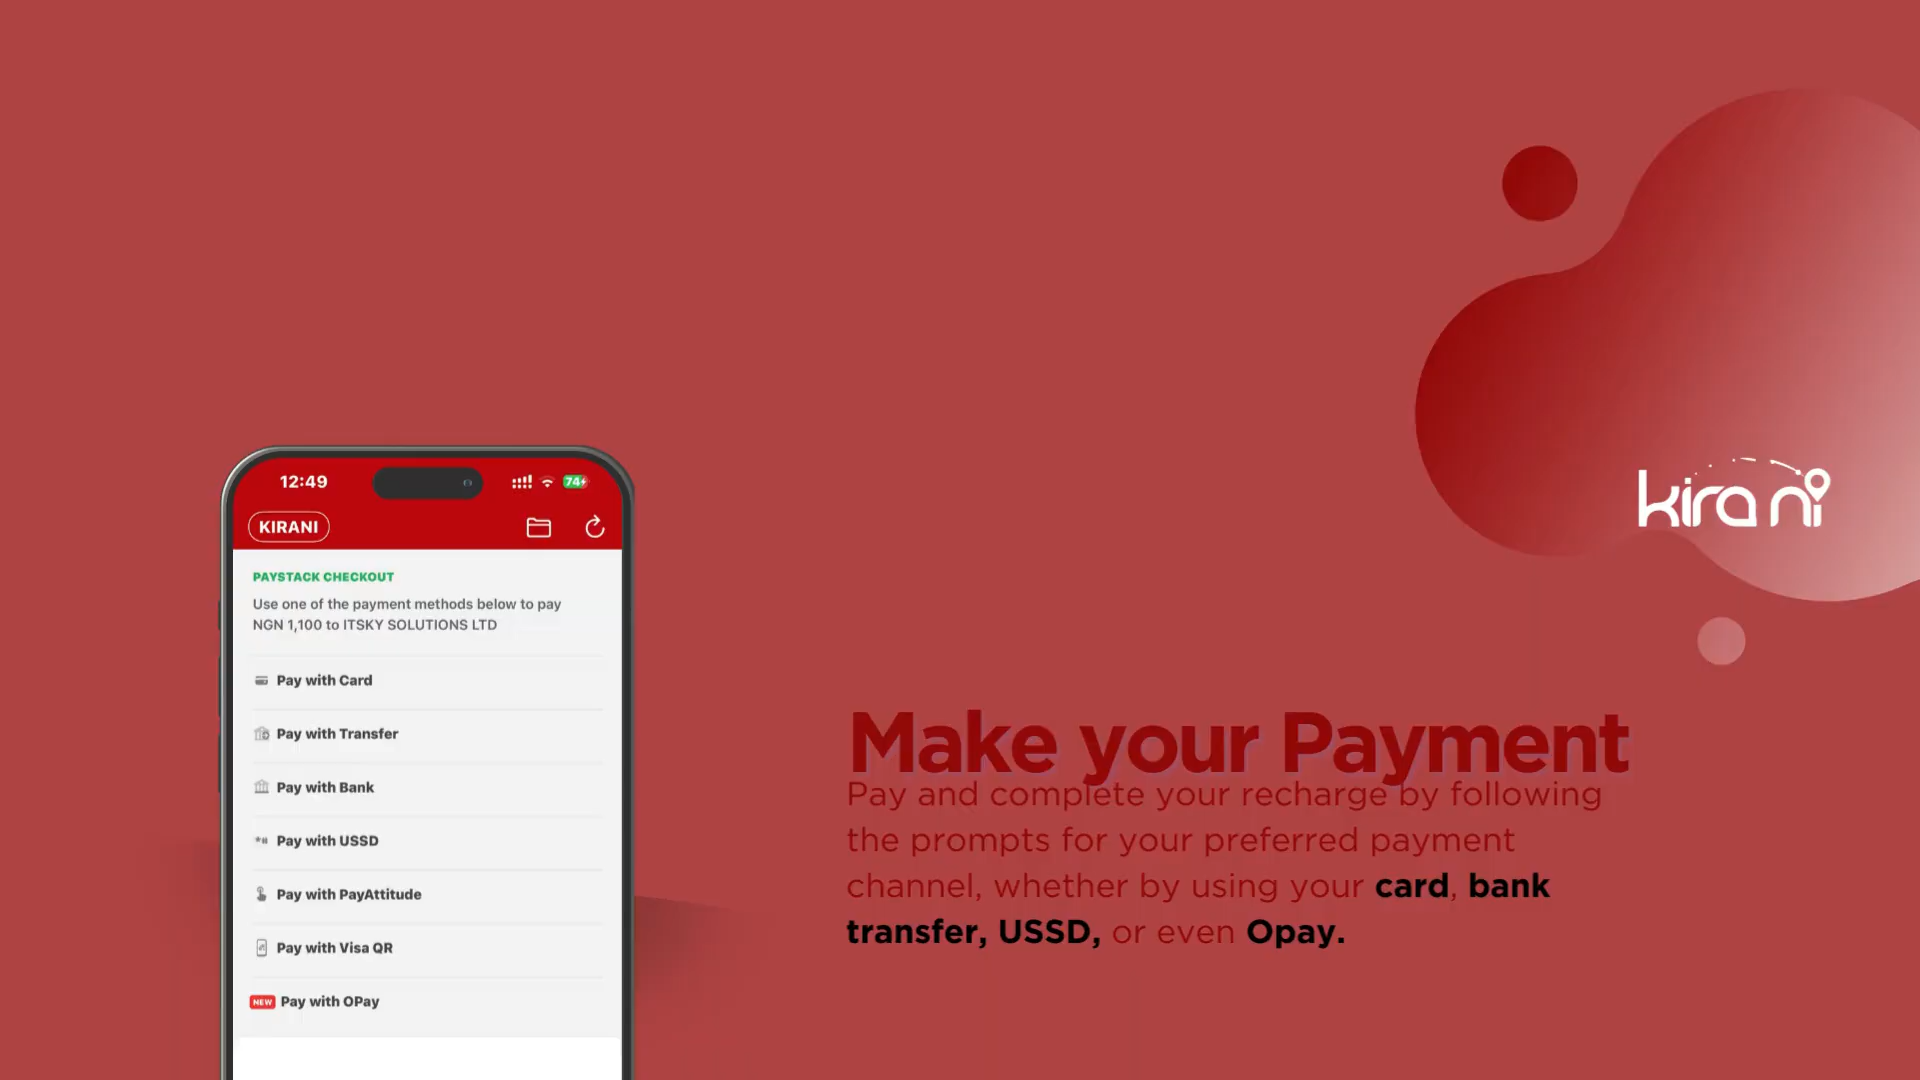 12:49
74
KIRANI
PAYSTACK CHECKOUT
Use one of the payment methods below to pay
NGN 1,100 to ITSKY SOLUTIONS LTD
Pay with Card
Pay with Transfer
Pay with Bank
Pay with USSD
Pay with PayAttitude
Pay with Visa QR
NEW Pay with OPay
kirani
Make your Payment
Pay and complete your recharge by following
the prompts for your preferred payment
channel, whether by using your card, bank
transfer, USSD, or even Opay.